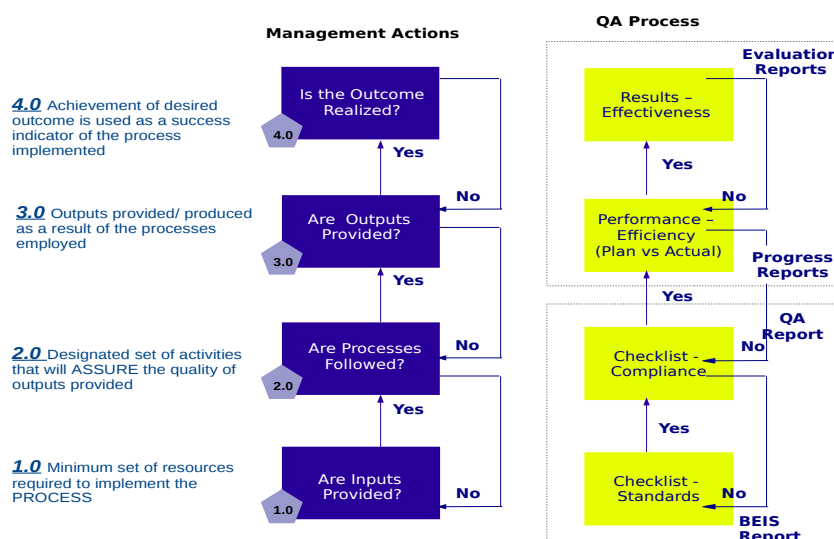 Management Actions
QA Process
4.0 Achievement of desired
outcome is used as a success
indicator of the process
implemented
Is the Outcome
Realized?
4.0
Yes
No
3.0 Outputs provided/ produced
as a result of the processes
employed
Are Outputs
Provided?
3.0
Yes
No
2.0 Designated set of activities
that will ASSURE the quality of
outputs provided
Are Processes
Followed?
2.0
Yes
No
1.0 Minimum set of resources
required to implement the
PROCESS
Are Inputs
Provided?
1.0
Evaluation
Reports
Results –
Effectiveness
Yes
No
Performance –
Efficiency
(Plan vs Actual)
Progress
Reports
Yes
QA
Report
No
Checklist -
Compliance
Yes
Checklist -
Standards
No
BEIS
Report